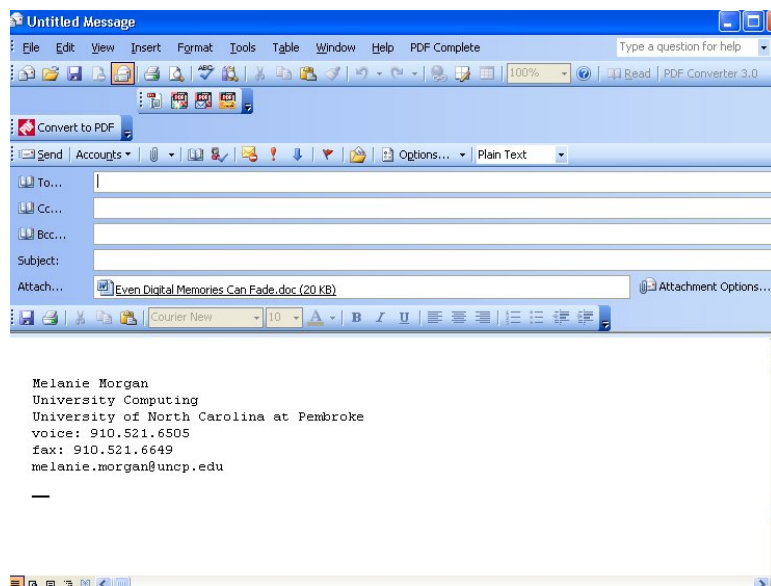 Untitled Message
File Edit View Insert Format Tools Table Window Help PDF Complete Type a question for help
100% Read PDF Converter 3.0
Convert to PDF
Send Accounts Options... Plain Text
To...
Cc...
Bcc...
Subject:
Attach... Even Digital Memories Can Fade.doc (20 KB) Attachment Options...
Courier New 10 A B I U
Melanie Morgan
University Computing
University of North Carolina at Pembroke
voice: 910.521.6505
fax: 910.521.6649
melanie.morgan@uncp.edu